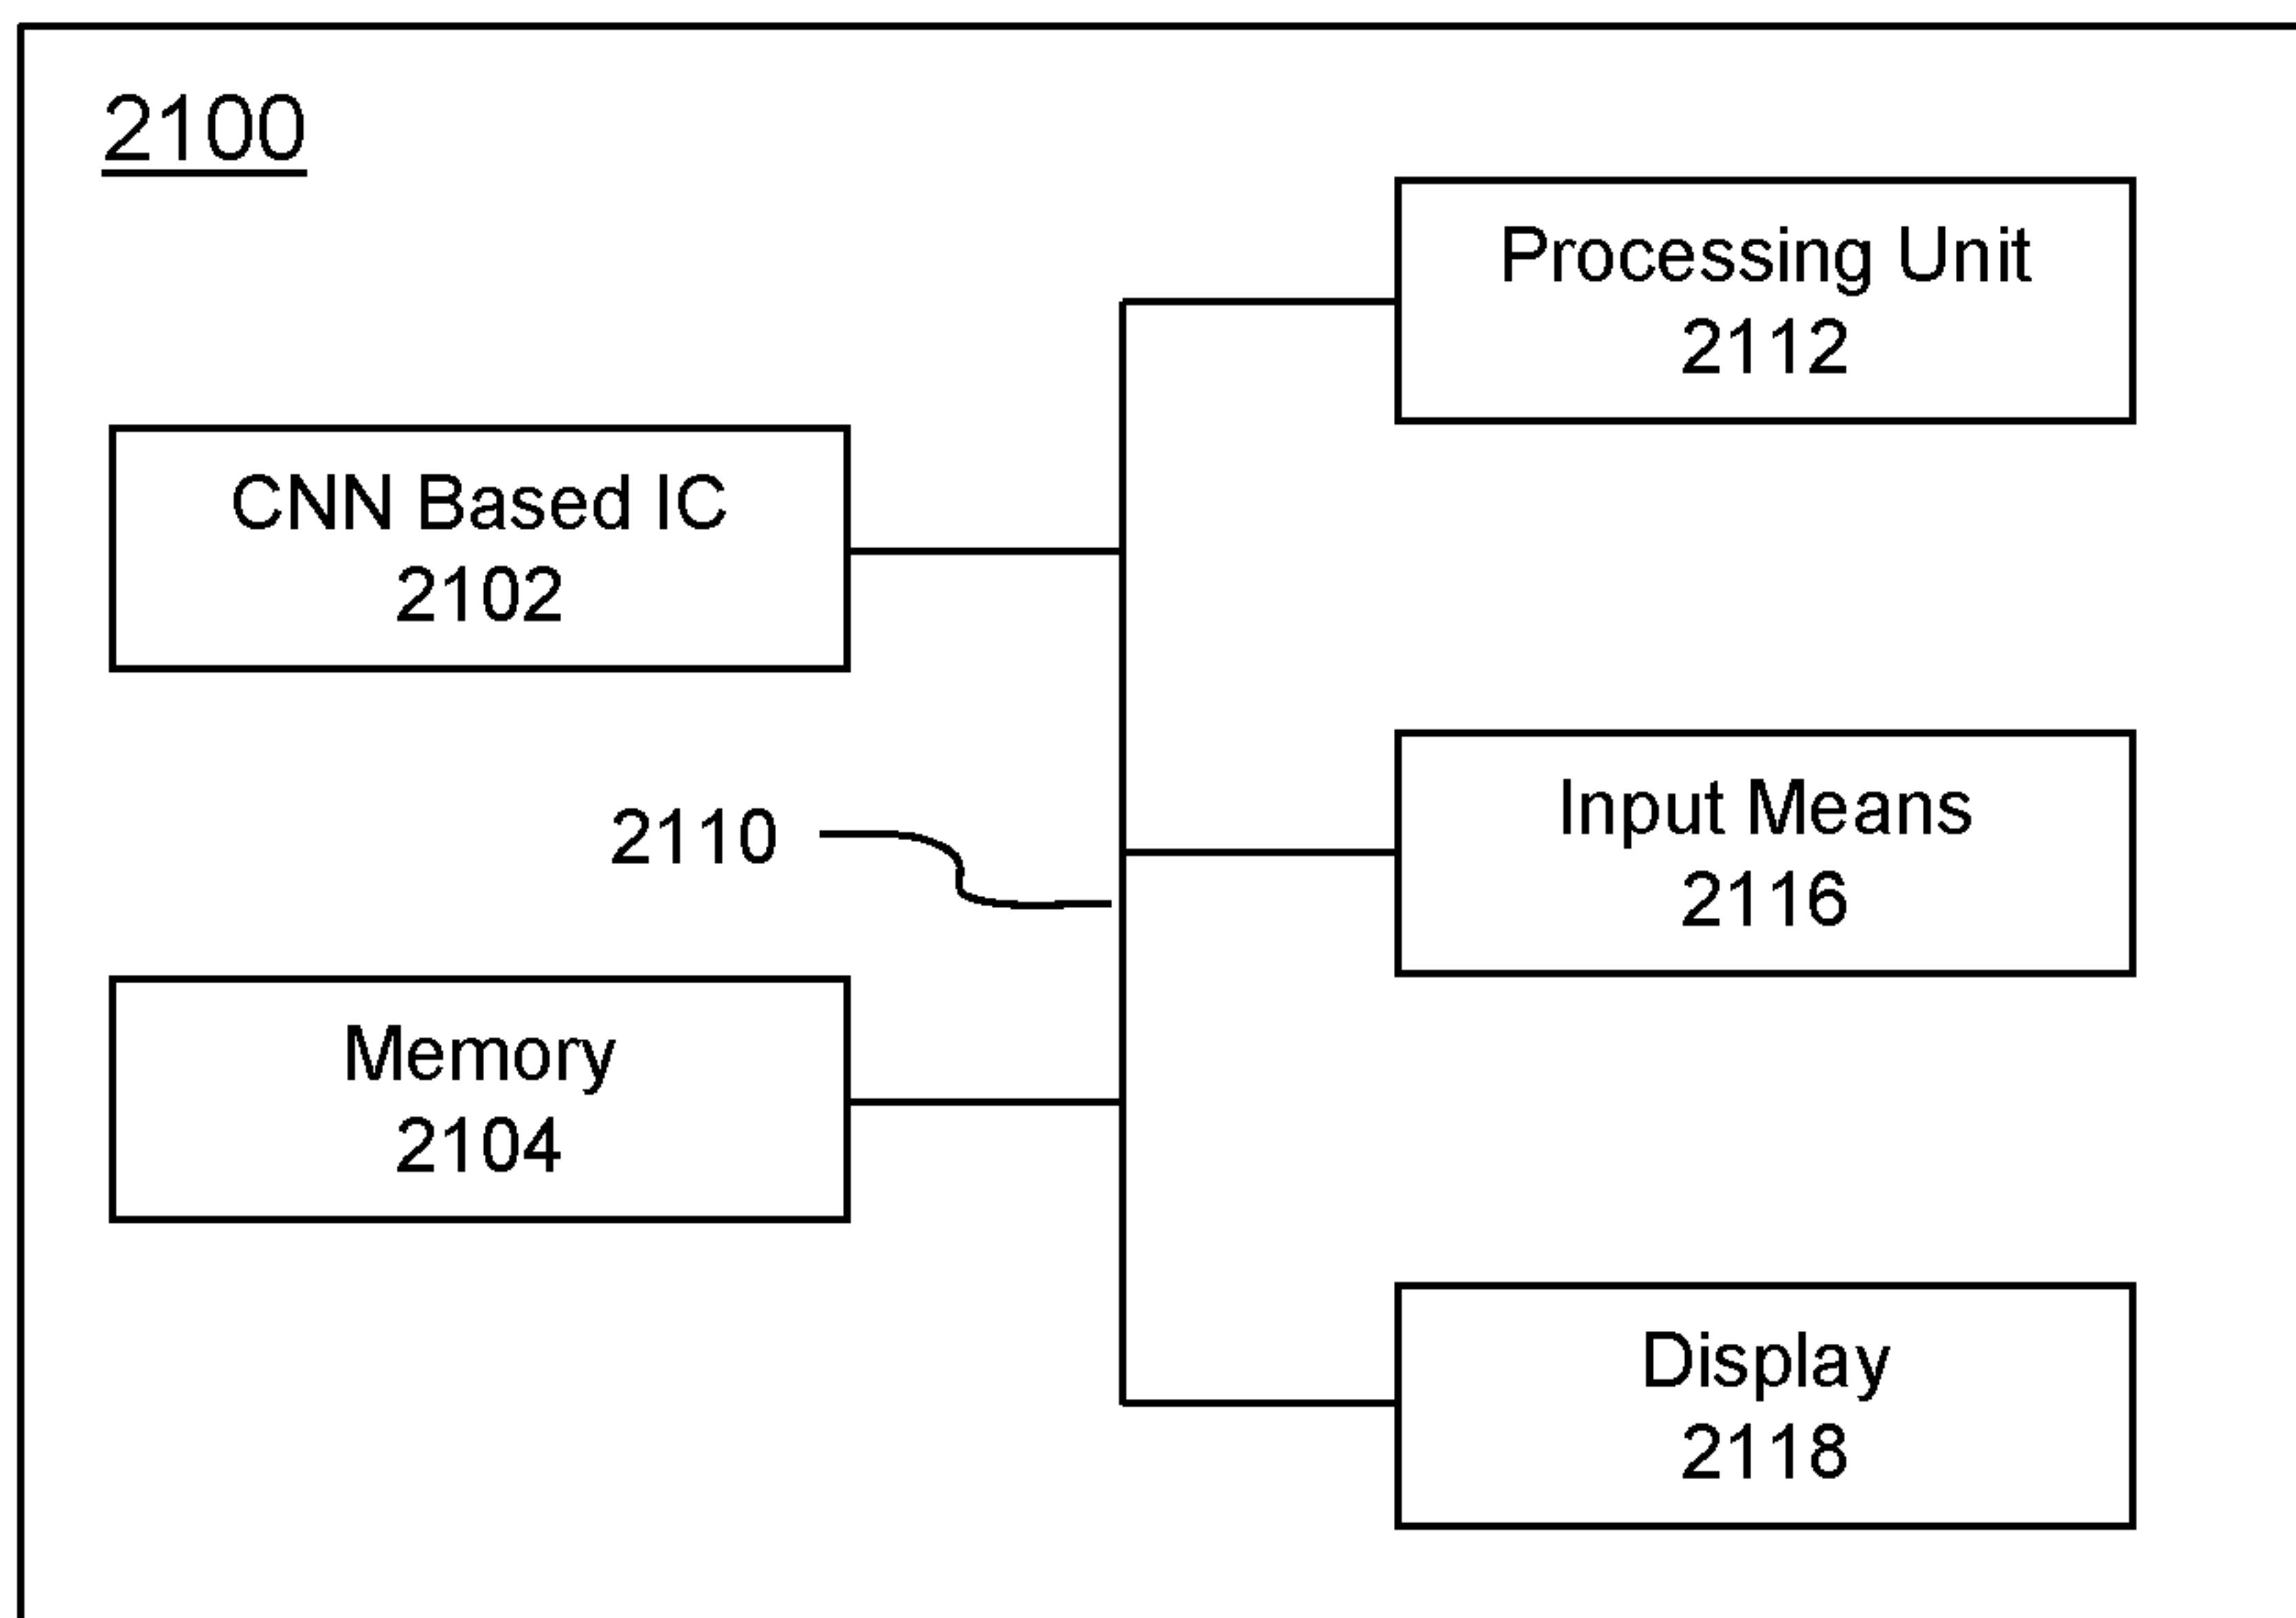 2100
Processing Unit
2112
CNN Based IC
2102
Input Means
2116
2110
Memory
2104
Display
2118